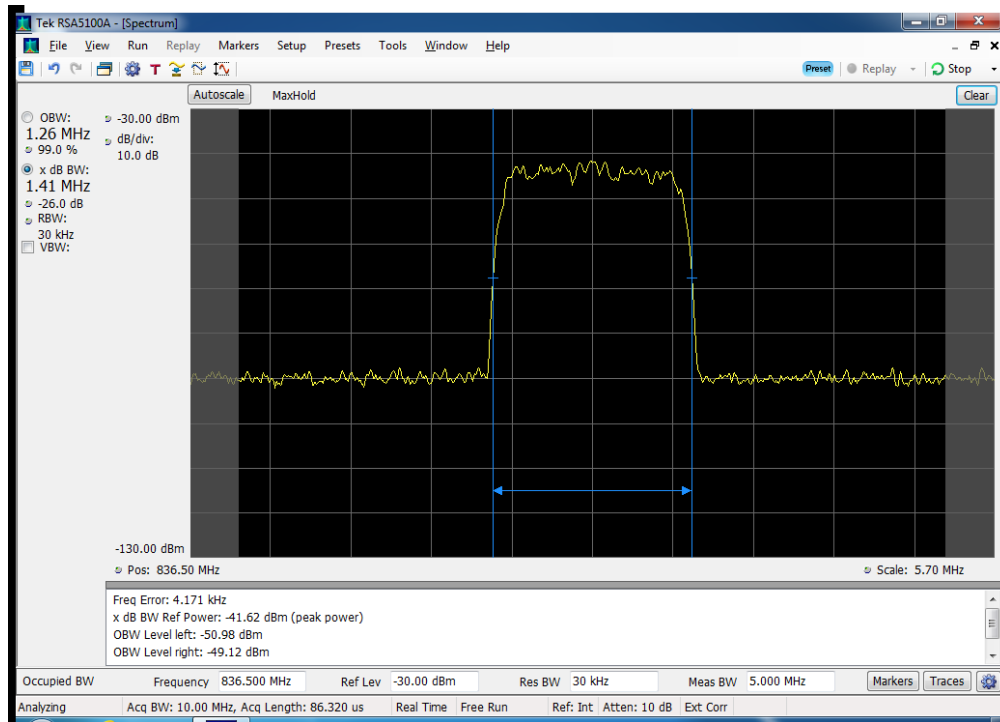 Tek RSA5100A - [Spectrum]
File View Run Replay Markers Setup Presets Tools Window Help
T Preset Replay Stop
Autoscale MaxHold Clear
OBW:
1.26 MHz
99.0 %
x dB BW:
1.41 MHz
-26.0 dB
RBW:
30 kHz
VBW:
-30.00 dBm
dB/div:
10.0 dB
-130.00 dBm
Pos: 836.50 MHz Scale: 5.70 MHz
Freq Error: 4.171 kHz
x dB BW Ref Power: -41.62 dBm (peak power)
OBW Level left: -50.98 dBm
OBW Level right: -49.12 dBm
Occupied BW Frequency 836.500 MHz Ref Lev -30.00 dBm Res BW 30 kHz Meas BW 5.000 MHz Markers Traces
Analyzing Acq BW: 10.00 MHz, Acq Length: 86.320 us Real Time Free Run Ref: Int Atten: 10 dB Ext Corr